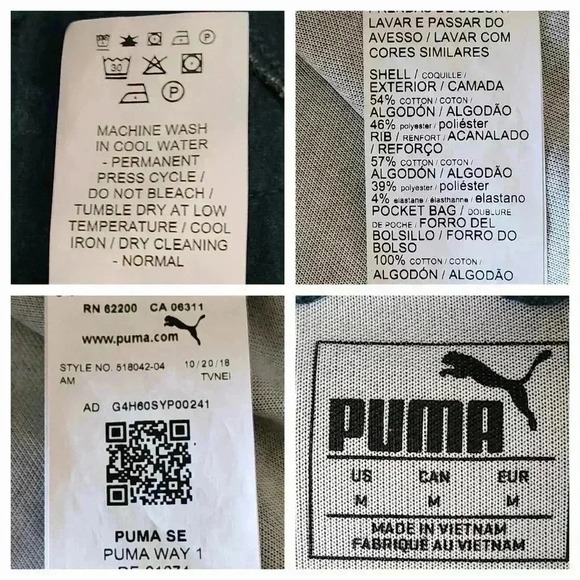 30
MACHINE WASH
IN COOL WATER
- PERMANENT
PRESS CYCLE /
DO NOT BLEACH /
TUMBLE DRY AT LOW
TEMPERATURE / COOL
IRON / DRY CLEANING
- NORMAL
LAVAR E PASSAR DO
AVESSO / LAVAR COM
CORES SIMILARES
SHELL / COQUILLE /
EXTERIOR / CAMADA
54% COTTON / COTON /
ALGODÓN / ALGODÃO
46% polyester / poliéster
RIB / RENFORT / ACANALADO
/ REFORÇO
57% COTTON / COTON /
ALGODÓN / ALGODÃO
39% polyester / poliéster
4% elastane / élasthanne / elastano
POCKET BAG / DOUBLURE
DE POCHE / FORRO DEL
BOLSILLO / FORRO DO
BOLSO
100% COTTON / COTON /
ALGODÓN / ALGODÃO
RN 62200 CA 06311
www.puma.com
STYLE NO. 518042-04 10/20/18
AM TVNEI
AD G4H60SYP00241
PUMA SE
PUMA WAY 1
PUMA
US CAN EUR
M M M
MADE IN VIETNAM
FABRIQUÉ AU VIETNAM